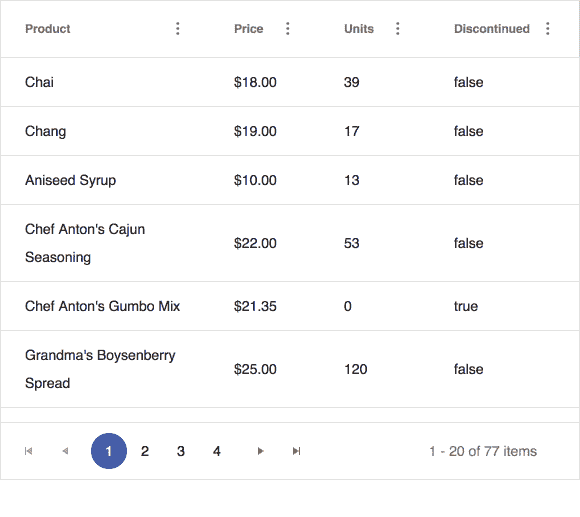 Product Price Units Discontinued
Chai $18.00 39 false
Chang $19.00 17 false
Aniseed Syrup $10.00 13 false
Chef Anton's Cajun
Seasoning $22.00 53 false
Chef Anton's Gumbo Mix $21.35 0 true
Grandma's Boysenberry
Spread $25.00 120 false
1 2 3 4 1 - 20 of 77 items